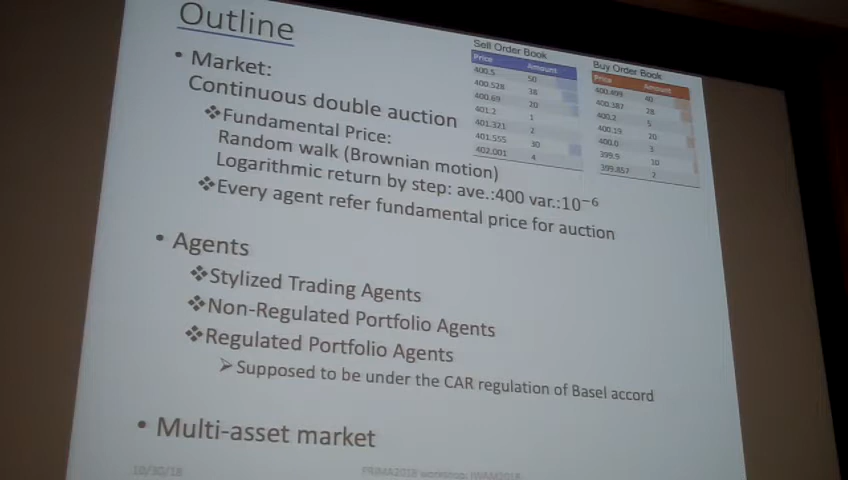 Outline
• Market:
Continuous double auction
❖Fundamental Price:
Random walk (Brownian motion)
Logarithmic return by step: ave.:400 var.:10⁻⁶
❖Every agent refer fundamental price for auction
Sell Order Book
Price Amount
400.5 50
400.528 38
400.69 20
401.2 1
401.321 2
401.555 30
402.001 4
Buy Order Book
Price Amount
400.499 40
400.387 28
400.2 5
400.19 20
400.0 3
399.9 10
399.857 2
• Agents
❖Stylized Trading Agents
❖Non-Regulated Portfolio Agents
❖Regulated Portfolio Agents
➢Supposed to be under the CAR regulation of Basel accord
• Multi-asset market
10/30/18
PRIMA2018 workshop: IWAM2018